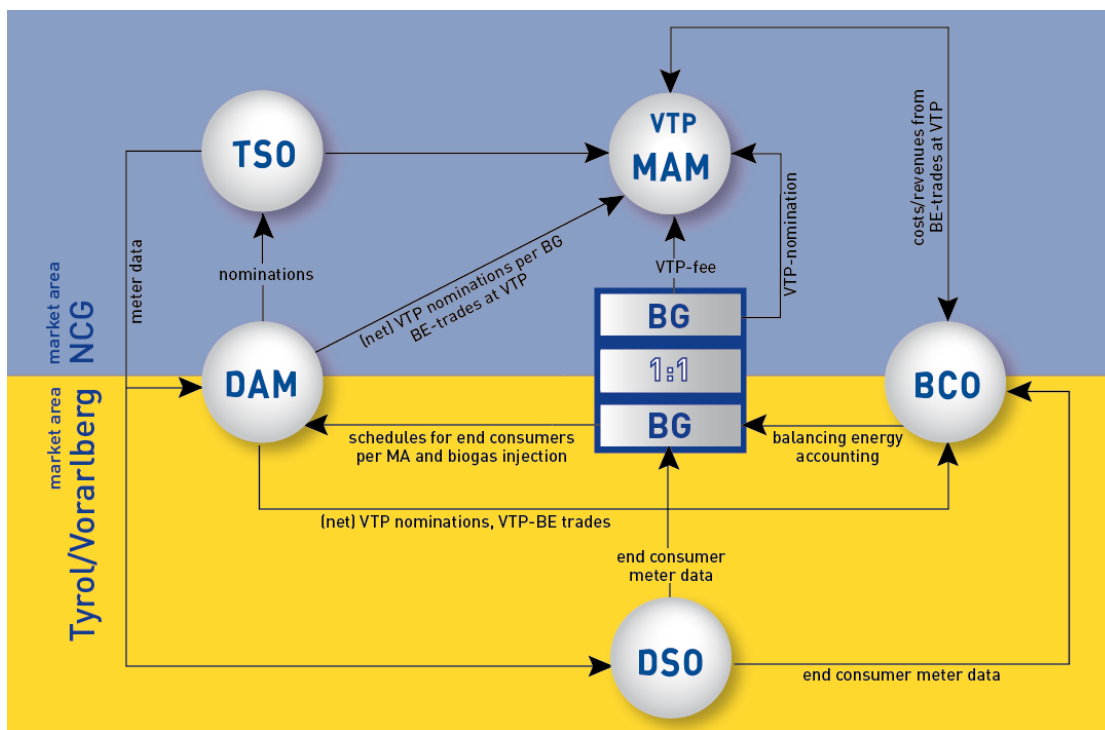 VTP
MAM
TSO
costs/revenues from
BE-trades at VTP
VTP-nomination
meter data
nominations
(net) VTP nominations per BG
BE-trades at VTP
VTP-fee
market area
NCG
BG
1:1
BG
DAM
BCO
market area
Tyrol/Vorarlberg
schedules for end consumers
per MA and biogas injection
balancing energy
accounting
(net) VTP nominations, VTP-BE trades
end consumer
meter data
DSO
end consumer meter data